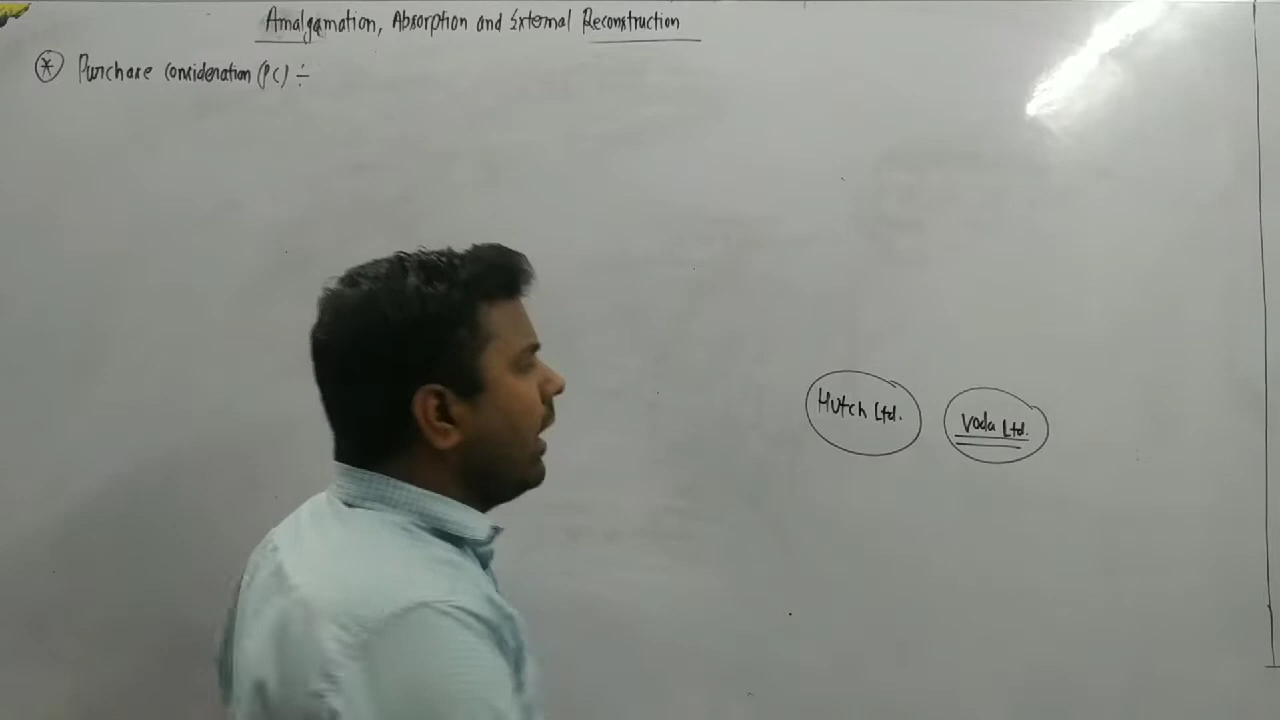 Amalgamation, Absorption and External Reconstruction
* Purchase Consideration (PC) :-
Hutch Ltd.
Voda Ltd.